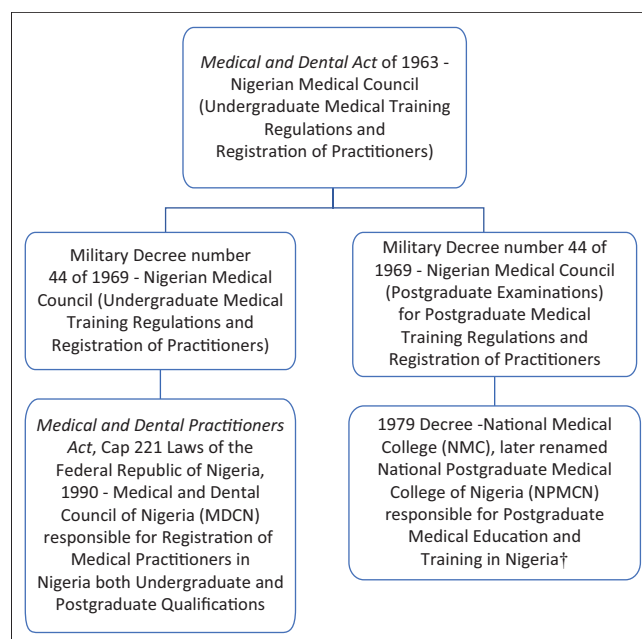 Medical and Dental Act of 1963 -
Nigerian Medical Council
(Undergraduate Medical Training
Regulations and
Registration of Practitioners)
Military Decree number
44 of 1969 - Nigerian Medical
Council (Undergraduate Medical
Training Regulations and
Registration of Practitioners)
Military Decree number 44 of
1969 - Nigerian Medical Council
(Postgraduate Examinations)
for Postgraduate Medical
Training Regulations and
Registration of Practitioners
Medical and Dental Practitioners
Act, Cap 221 Laws of the
Federal Republic of Nigeria,
1990 - Medical and Dental
Council of Nigeria (MDCN)
responsible for Registration of
Medical Practitioners in
Nigeria both Undergraduate and
Postgraduate Qualifications
1979 Decree -National Medical
College (NMC), later renamed
National Postgraduate Medical
College of Nigeria (NPMCN)
responsible for Postgraduate
Medical Education and
Training in Nigeria†